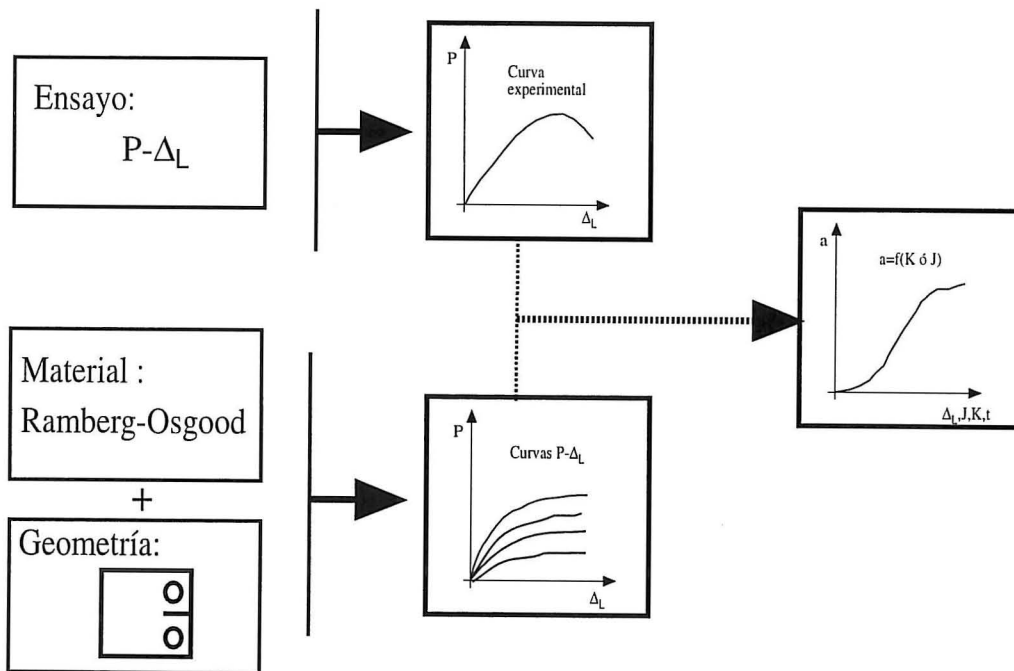 Ensayo:
P-ΔL
P
Curva
experimental
ΔL
a
a=f(K ó J)
ΔL,J,K,t
Material :
Ramberg-Osgood
+
Geometría:
P
Curvas P-ΔL
ΔL